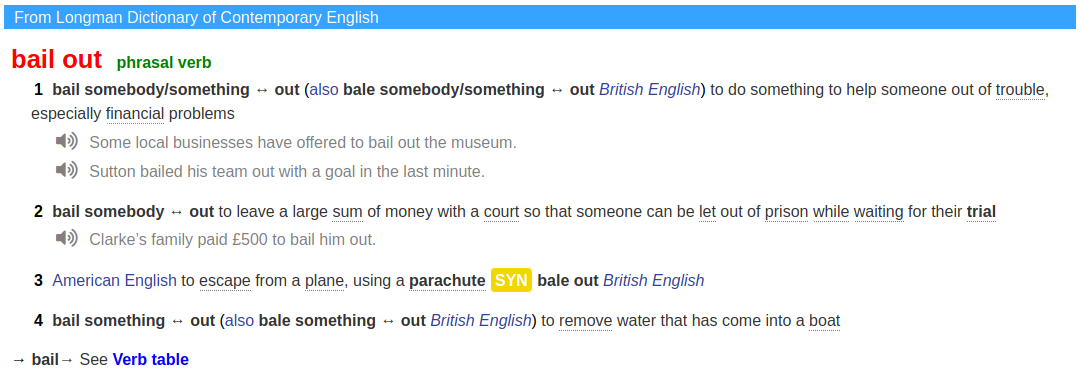 From Longman Dictionary of Contemporary English
bail out phrasal verb
1 bail somebody/something ↔ out (also bale somebody/something ↔ out British English) to do something to help someone out of trouble,
especially financial problems
Some local businesses have offered to bail out the museum.
Sutton bailed his team out with a goal in the last minute.
2 bail somebody ↔ out to leave a large sum of money with a court so that someone can be let out of prison while waiting for their trial
Clarke’s family paid £500 to bail him out.
3 American English to escape from a plane, using a parachute SYN bale out British English
4 bail something ↔ out (also bale something ↔ out British English) to remove water that has come into a boat
→ bail→ See Verb table